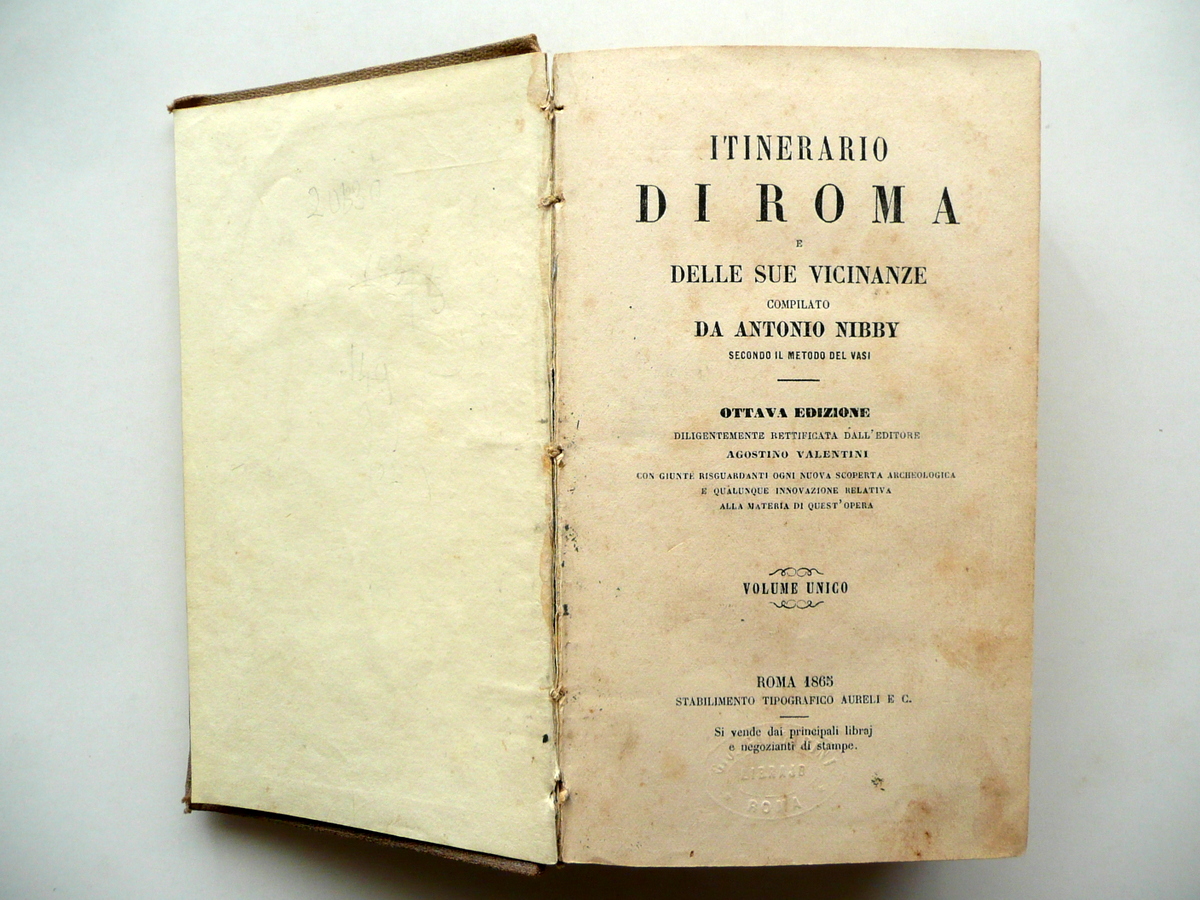 ITINERARIO
DI ROMA
E
DELLE SUE VICINANZE
COMPILATO
DA ANTONIO NIBBY
SECONDO IL METODO DEL VASI
OTTAVA EDIZIONE
DILIGENTEMENTE RETTIFICATA DALL'EDITORE
AGOSTINO VALENTINI
CON GIUNTE RISGUARDANTI OGNI NUOVA SCOPERTA ARCHEOLOGICA
E QUALUNQUE INNOVAZIONE RELATIVA
ALLA MATERIA DI QUEST'OPERA
VOLUME UNICO
ROMA 1865
STABILIMENTO TIPOGRAFICO AURELI E C.
Si vende dai principali libraj
e negozianti di stampe.
LIBRAJO
ROMA